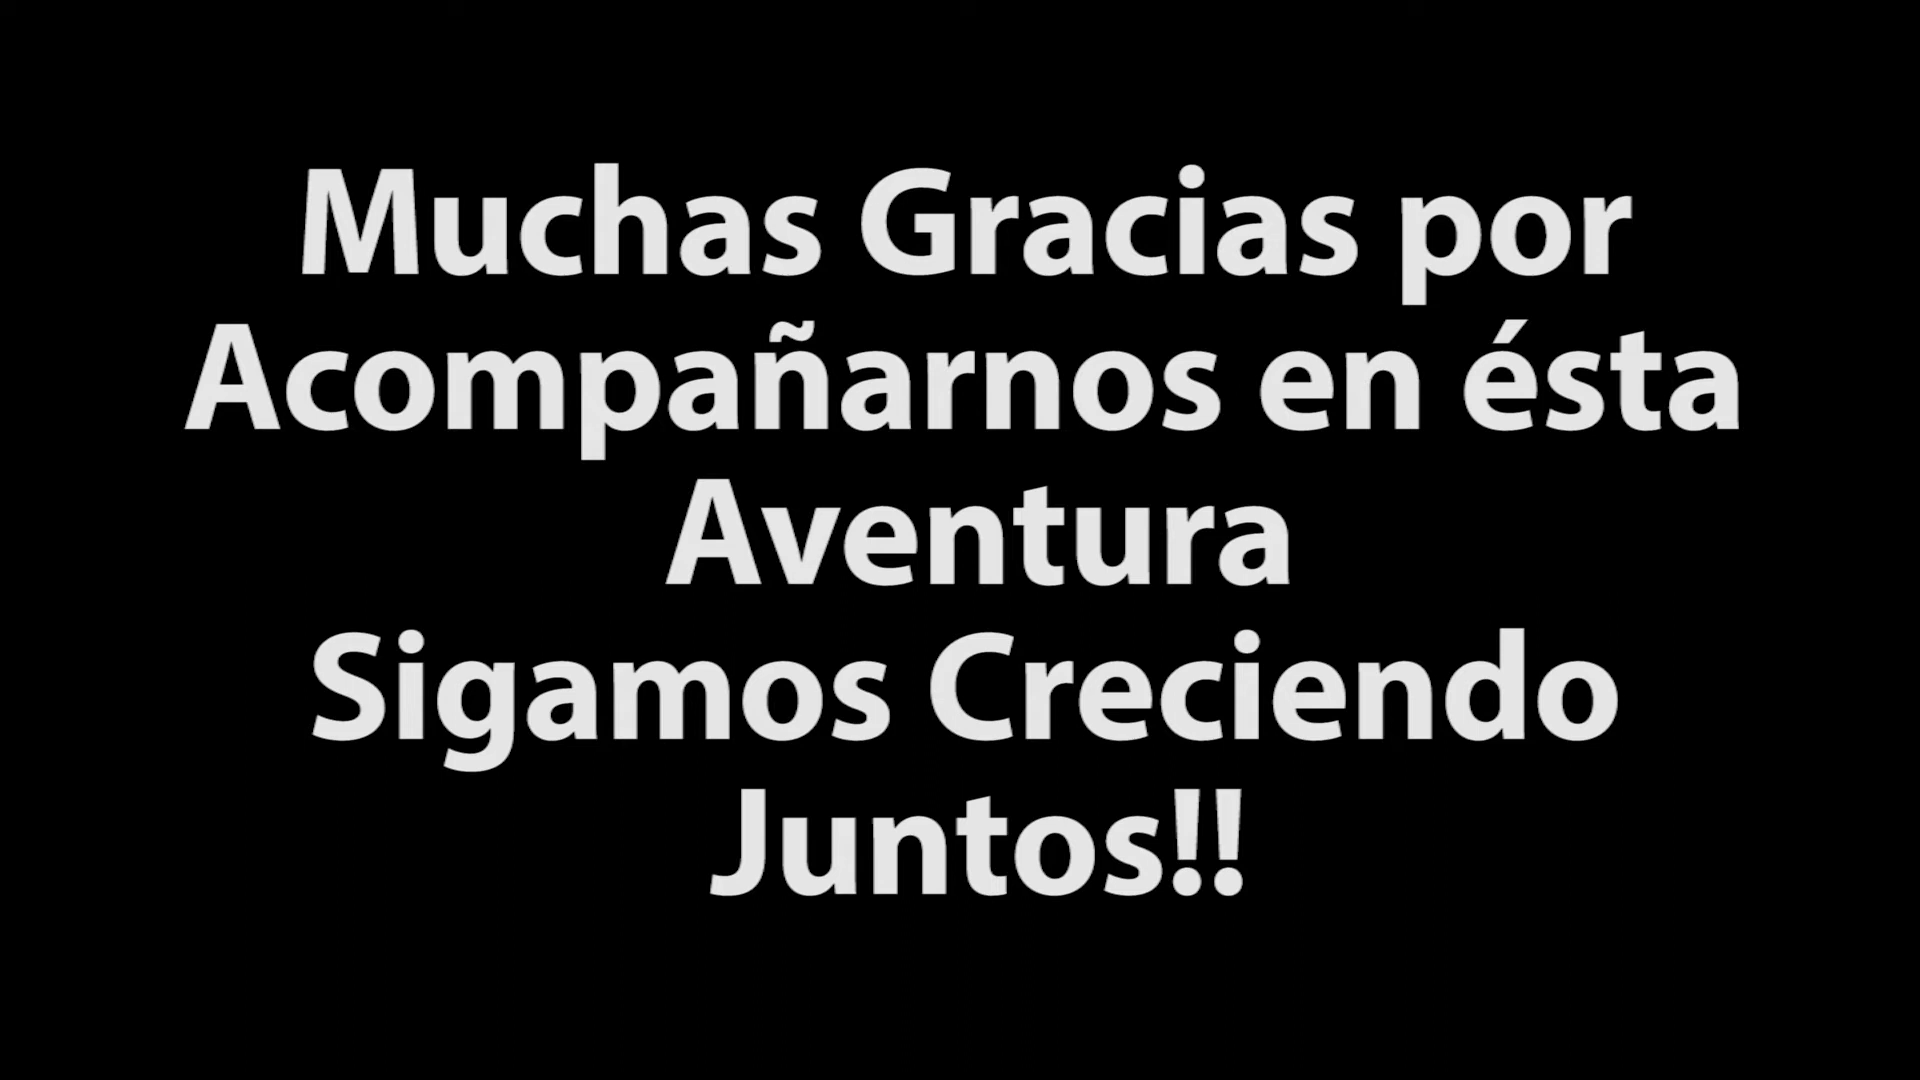 Muchas Gracias por
Acompañarnos en ésta
Aventura
Sigamos Creciendo
Juntos!!